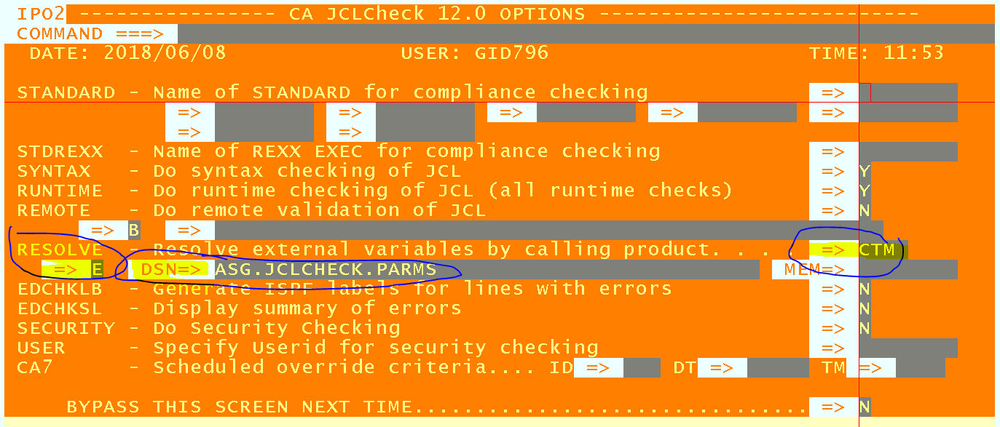 IPO2 ---------------- CA JCLCheck 12.0 OPTIONS --------------------------
COMMAND ===>
DATE: 2018/06/08 USER: GID796 TIME: 11:53
STANDARD - Name of STANDARD for compliance checking =>
=> => => => =>
=> =>
STDREXX - Name of REXX EXEC for compliance checking =>
SYNTAX - Do syntax checking of JCL => Y
RUNTIME - Do runtime checking of JCL (all runtime checks) => Y
REMOTE - Do remote validation of JCL => N
=> B =>
RESOLVE - Resolve external variables by calling product. . . . => CTM
=> E DSN=> ASG.JCLCHECK.PARMS MEM=>
EDCHKLB - Generate ISPF labels for lines with errors => N
EDCHKSL - Display summary of errors => N
SECURITY - Do Security Checking => N
USER - Specify Userid for security checking =>
CA7 - Scheduled override criteria.... ID => DT => TM =>
BYPASS THIS SCREEN NEXT TIME................................ => N